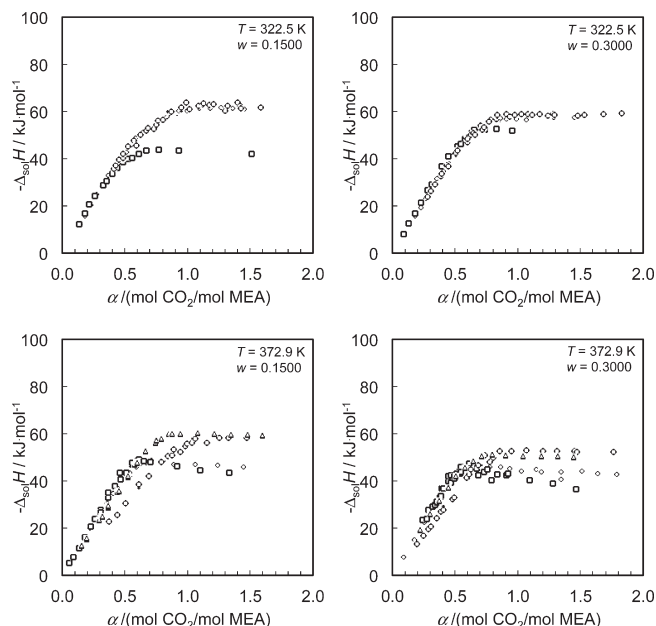 100
80
60
40
20
0
-ΔsolH / kJ·mol-1
T = 322.5 K
w = 0.1500
0.0 0.5 1.0 1.5 2.0
α /(mol CO2/mol MEA)
100
80
60
40
20
0
-ΔsolH / kJ·mol-1
T = 322.5 K
w = 0.3000
0.0 0.5 1.0 1.5 2.0
α /(mol CO2/mol MEA)
100
80
60
40
20
0
-ΔsolH / kJ·mol-1
T = 372.9 K
w = 0.1500
0.0 0.5 1.0 1.5 2.0
α /(mol CO2/mol MEA)
100
80
60
40
20
0
-ΔsolH / kJ·mol-1
T = 372.9 K
w = 0.3000
0.0 0.5 1.0 1.5 2.0
α /(mol CO2/mol MEA)